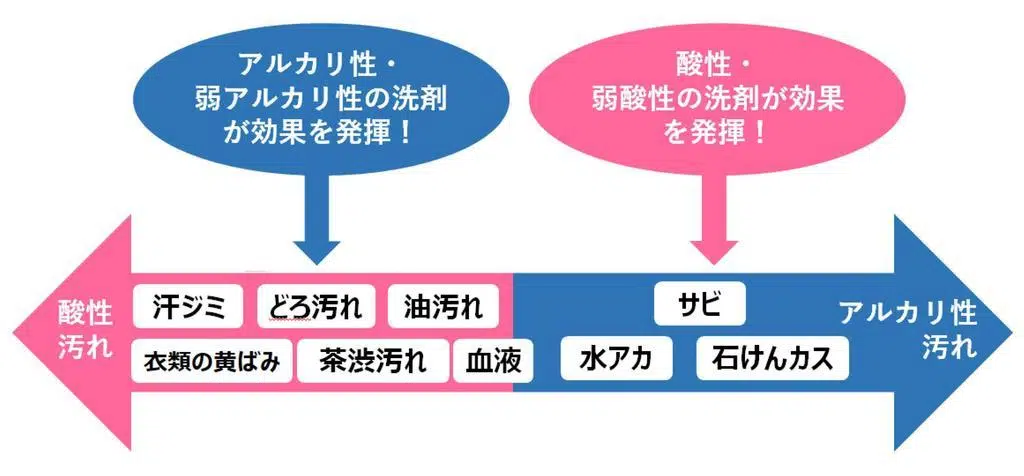 アルカリ性・
弱アルカリ性の洗剤
が効果を発揮！
酸性・
弱酸性の洗剤が効果
を発揮！
酸性
汚れ
汗ジミ
どろ汚れ
油汚れ
衣類の黄ばみ
茶渋汚れ
血液
サビ
水アカ
石けんカス
アルカリ性
汚れ